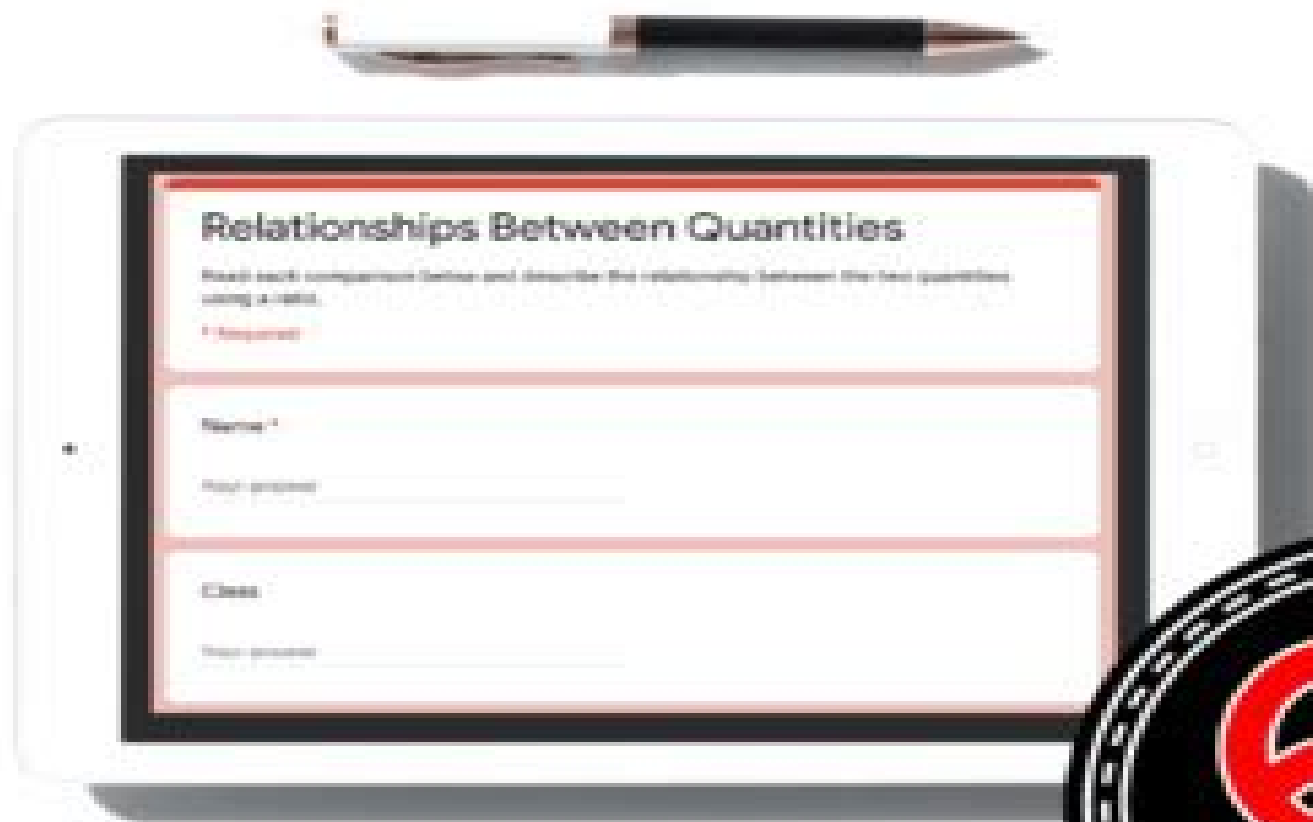 Relationships Between Quantities
Read each comparison below and describe the relationship between the two quantities
using a ratio.
* Required
Name *
Your answer
Class
Your answer